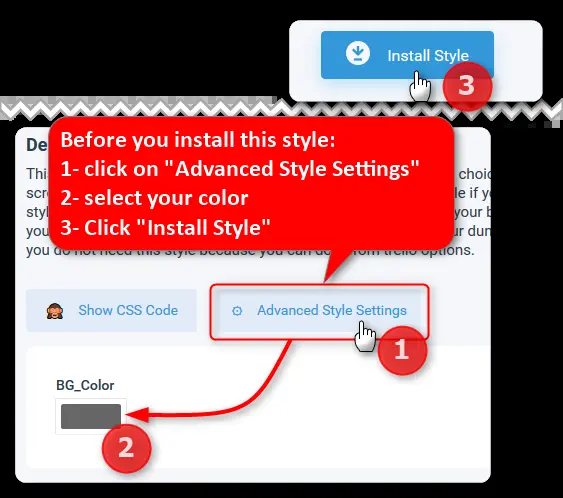 Install Style
3
De
Before you install this style:
1- click on "Advanced Style Settings"
2- select your color
3- Click "Install Style"
Thi
choic
scr
le if yo
styl
your b
you
ur dun
you do not need this style because you can do
from trello options.
Show CSS Code
Advanced Style Settings
1
BG_Color
2